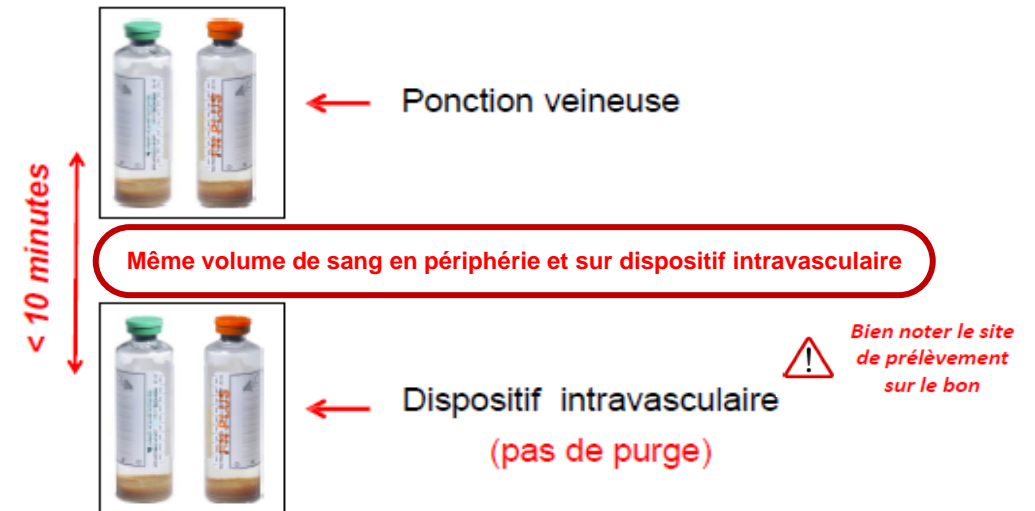 Ponction veineuse
< 10 minutes
Même volume de sang en périphérie et sur dispositif intravasculaire
Bien noter le site
de prélèvement
sur le bon
Dispositif intravasculaire
(pas de purge)
FN PLUS
FN PLUS